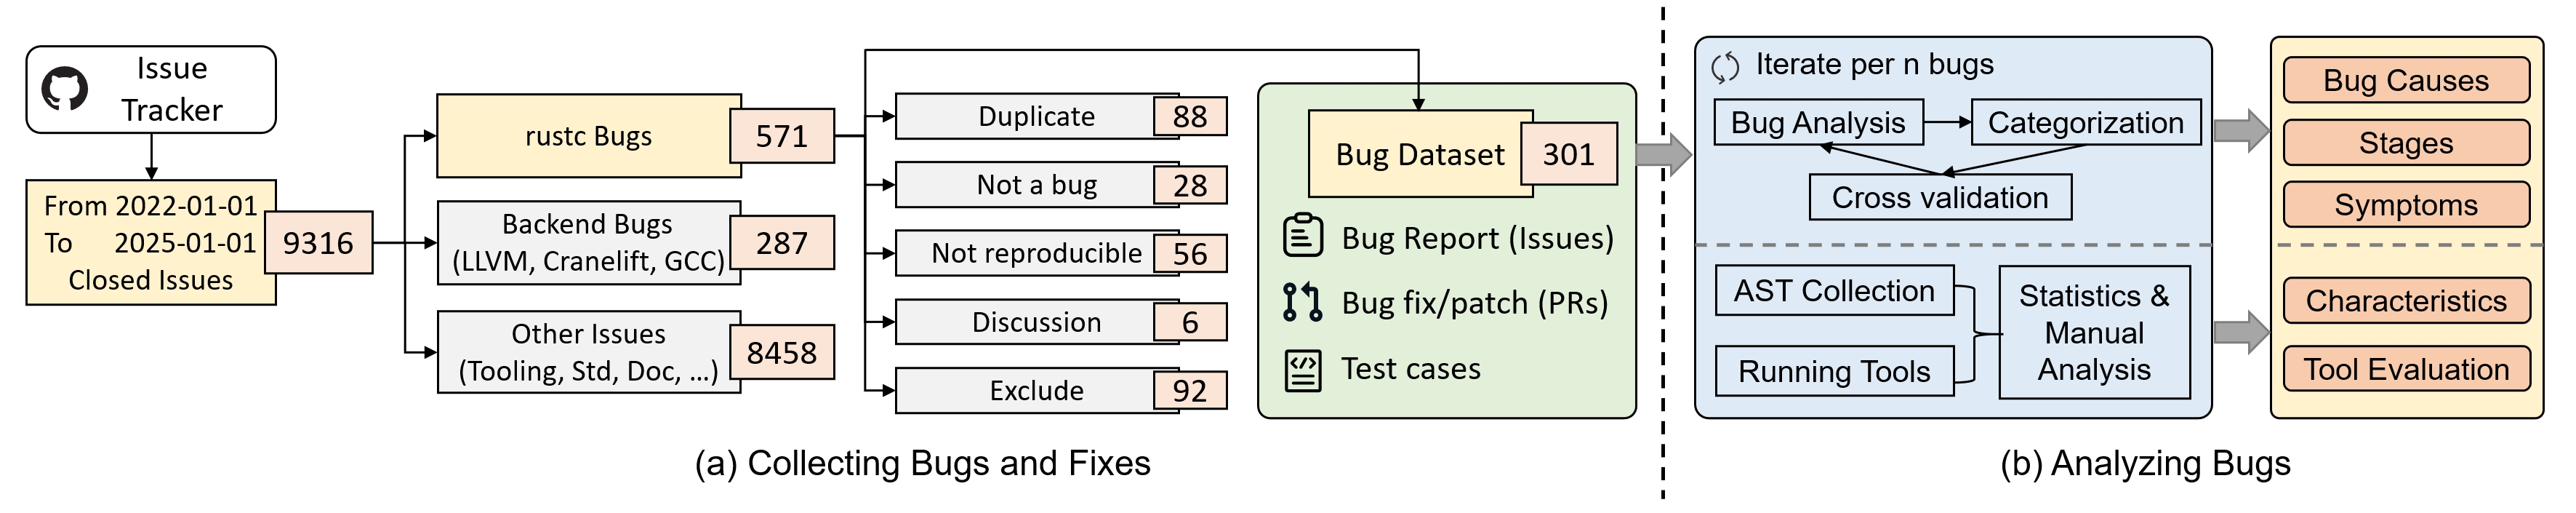 Issue
Tracker
From 2022-01-01
To 2025-01-01
Closed Issues
9316
rustc Bugs
571
Backend Bugs
(LLVM, Cranelift, GCC)
287
Other Issues
(Tooling, Std, Doc, ...)
8458
Duplicate
88
Not a bug
28
Not reproducible
56
Discussion
6
Exclude
92
Bug Dataset
301
Bug Report (Issues)
Bug fix/patch (PRs)
Test cases
(a) Collecting Bugs and Fixes
Iterate per n bugs
Bug Analysis
Categorization
Cross validation
AST Collection
Running Tools
Statistics &
Manual
Analysis
Bug Causes
Stages
Symptoms
Characteristics
Tool Evaluation
(b) Analyzing Bugs